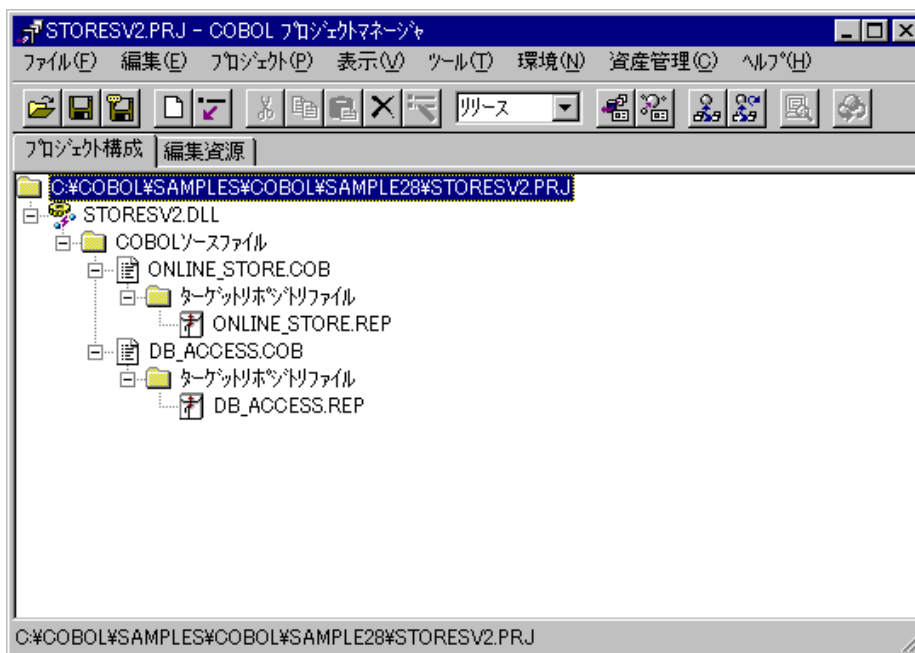 STORESV2.PRJ - COBOL ﾌﾟﾛｼﾞｪｸﾄﾏﾈｰｼﾞｬ
ﾌｧｲﾙ(F) 編集(E) ﾌﾟﾛｼﾞｪｸﾄ(P) 表示(V) ﾂｰﾙ(T) 環境(N) 資産管理(C) ﾍﾙﾌﾟ(H)
ﾘﾘｰｽ
ﾌﾟﾛｼﾞｪｸﾄ構成 編集資源
C:¥COBOL¥SAMPLES¥COBOL¥SAMPLE28¥STORESV2.PRJ
STORESV2.DLL
COBOLｿｰｽﾌｧｲﾙ
ONLINE_STORE.COB
ﾀｰｹﾞｯﾄﾘﾎﾟｼﾞﾄﾘﾌｧｲﾙ
ONLINE_STORE.REP
DB_ACCESS.COB
ﾀｰｹﾞｯﾄﾘﾎﾟｼﾞﾄﾘﾌｧｲﾙ
DB_ACCESS.REP
C:¥COBOL¥SAMPLES¥COBOL¥SAMPLE28¥STORESV2.PRJ